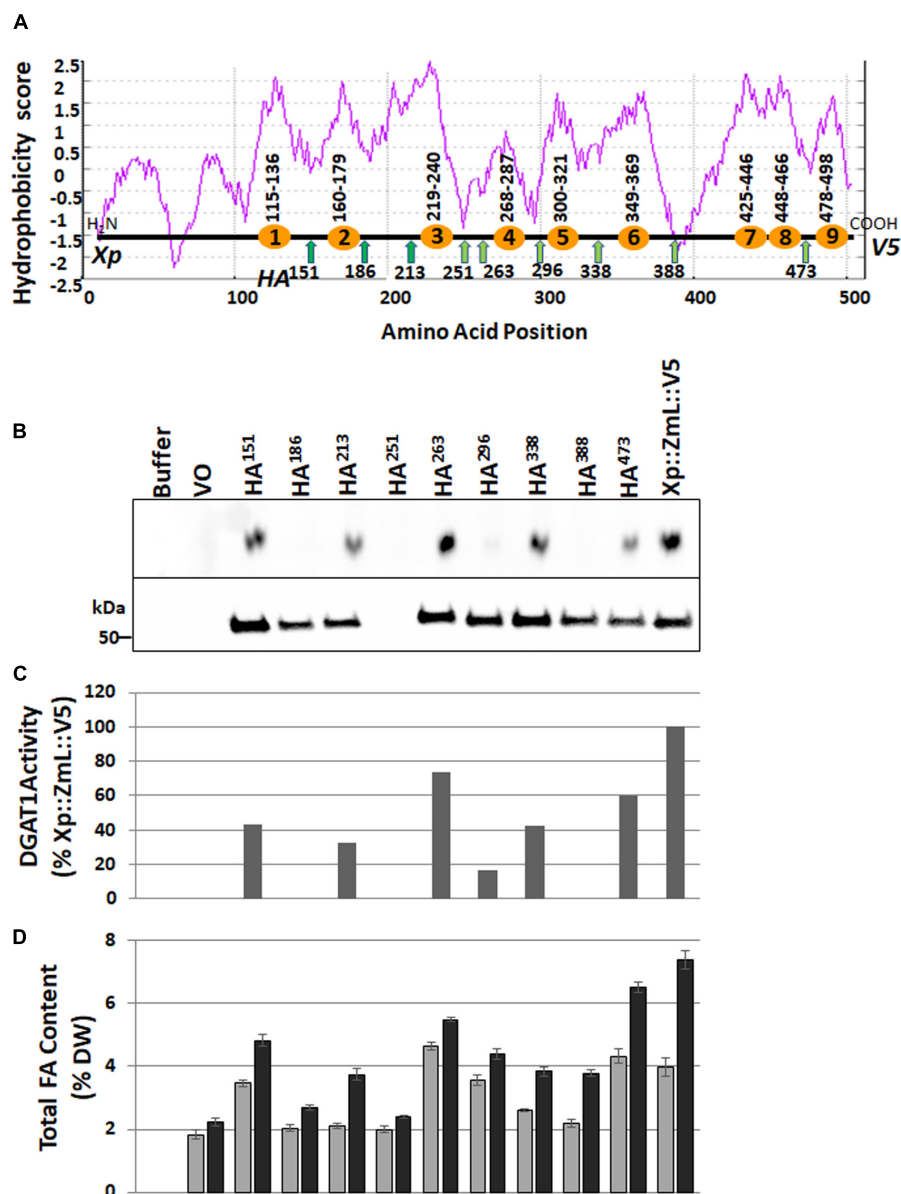 A
Hydrophobicity score
2.5
2
1.5
1
0.5
0
-0.5
-1
-1.5
-2
-2.5
115-136
160-179
219-240
268-287
300-321
349-369
425-446
448-466
478-498
H2N
COOH
1 2 3 4 5 6 7 8 9
Xp
V5
HA 151 186 213 251 263 296 338 388 473
0 100 200 300 400 500
Amino Acid Position
B
Buffer
VO
HA151
HA186
HA213
HA251
HA263
HA296
HA338
HA388
HA473
Xp::ZmL::V5
kDa
50
C
DGAT1Activity
(% Xp::ZmL::V5)
120
100
80
60
40
20
0
D
Total FA Content
(% DW)
8
6
4
2
0